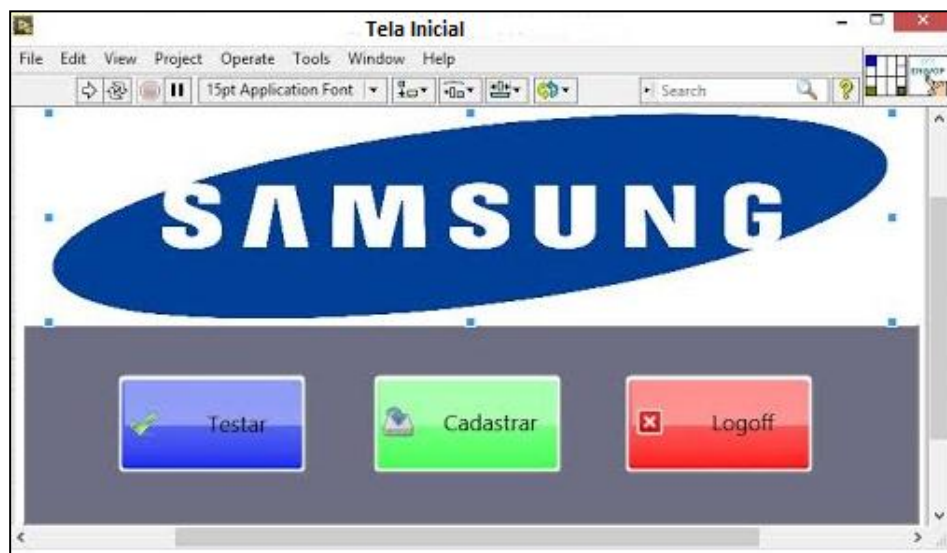 Tela Inicial
File Edit View Project Operate Tools Window Help
15pt Application Font Search
SAMSUNG
Testar Cadastrar Logoff